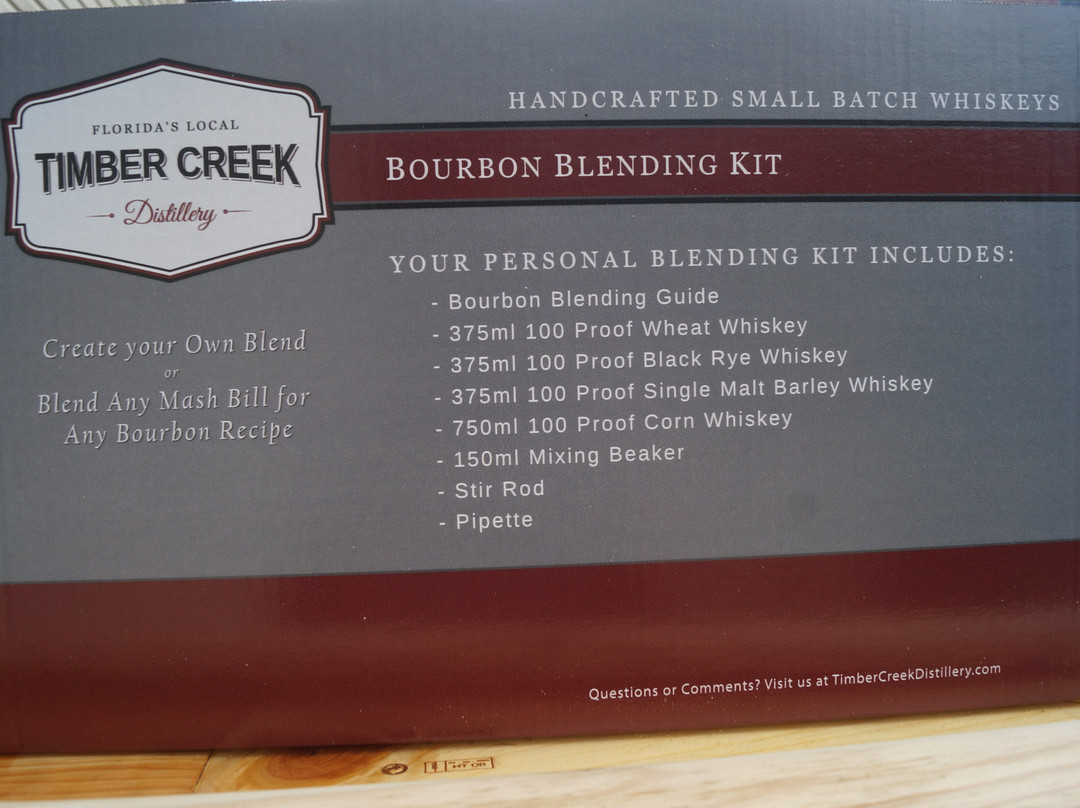 FLORIDA'S LOCAL
TIMBER CREEK
Distillery
HANDCRAFTED SMALL BATCH WHISKEYS
BOURBON BLENDING KIT
YOUR PERSONAL BLENDING KIT INCLUDES:
- Bourbon Blending Guide
- 375ml 100 Proof Wheat Whiskey
- 375ml 100 Proof Black Rye Whiskey
- 375ml 100 Proof Single Malt Barley Whiskey
- 750ml 100 Proof Corn Whiskey
- 150ml Mixing Beaker
- Stir Rod
- Pipette
Create your Own Blend
or
Blend Any Mash Bill for
Any Bourbon Recipe
Questions or Comments? Visit us at TimberCreekDistillery.com